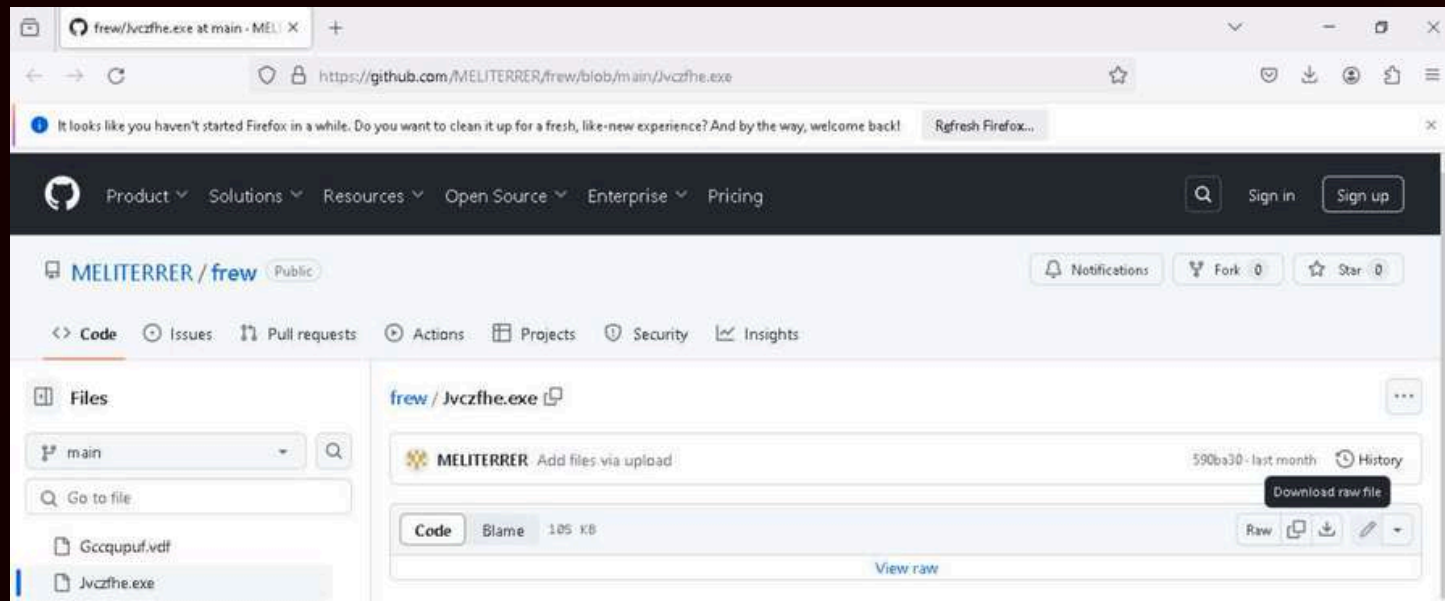 frew/Jvczfhe.exe at main · MEL
https://github.com/MELITERRER/frew/blob/main/Jvczfhe.exe
It looks like you haven't started Firefox in a while. Do you want to clean it up for a fresh, like-new experience? And by the way, welcome back! Refresh Firefox...
Product Solutions Resources Open Source Enterprise Pricing Sign in Sign up
MELITERRER / frew Public Notifications Fork 0 Star 0
Code Issues Pull requests Actions Projects Security Insights
Files frew / Jvczfhe.exe
main MELITERRER Add files via upload 590ba30 · last month History
Go to file Download raw file
Code Blame 105 KB Raw
Gccqupuf.vdf
View raw
Jvczfhe.exe